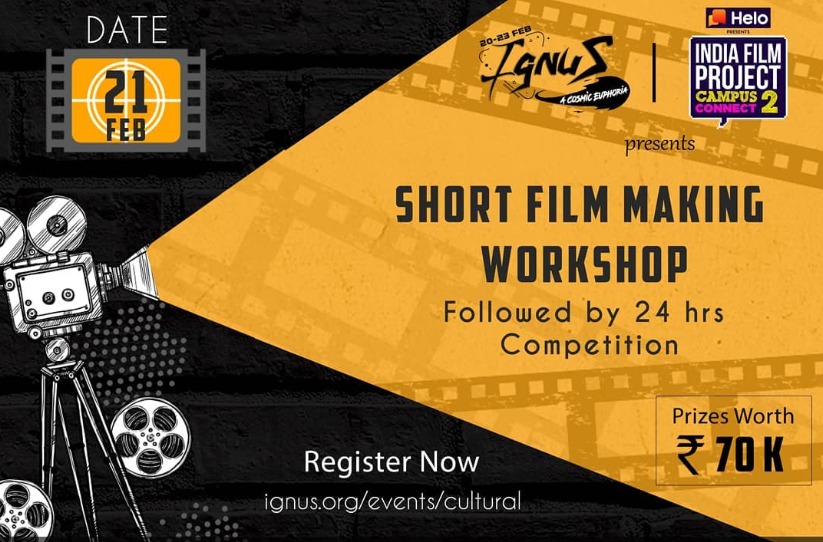 DATE
21
FEB
20-23 FEB
IGNUS
A COSMIC EUPHORIA
Helo
PRESENTS
INDIA FILM
PROJECT
CAMPUS
CONNECT 2
presents
SHORT FILM MAKING
WORKSHOP
Followed by 24 hrs
Competition
Prizes Worth
₹ 70 K
Register Now
ignus.org/events/cultural